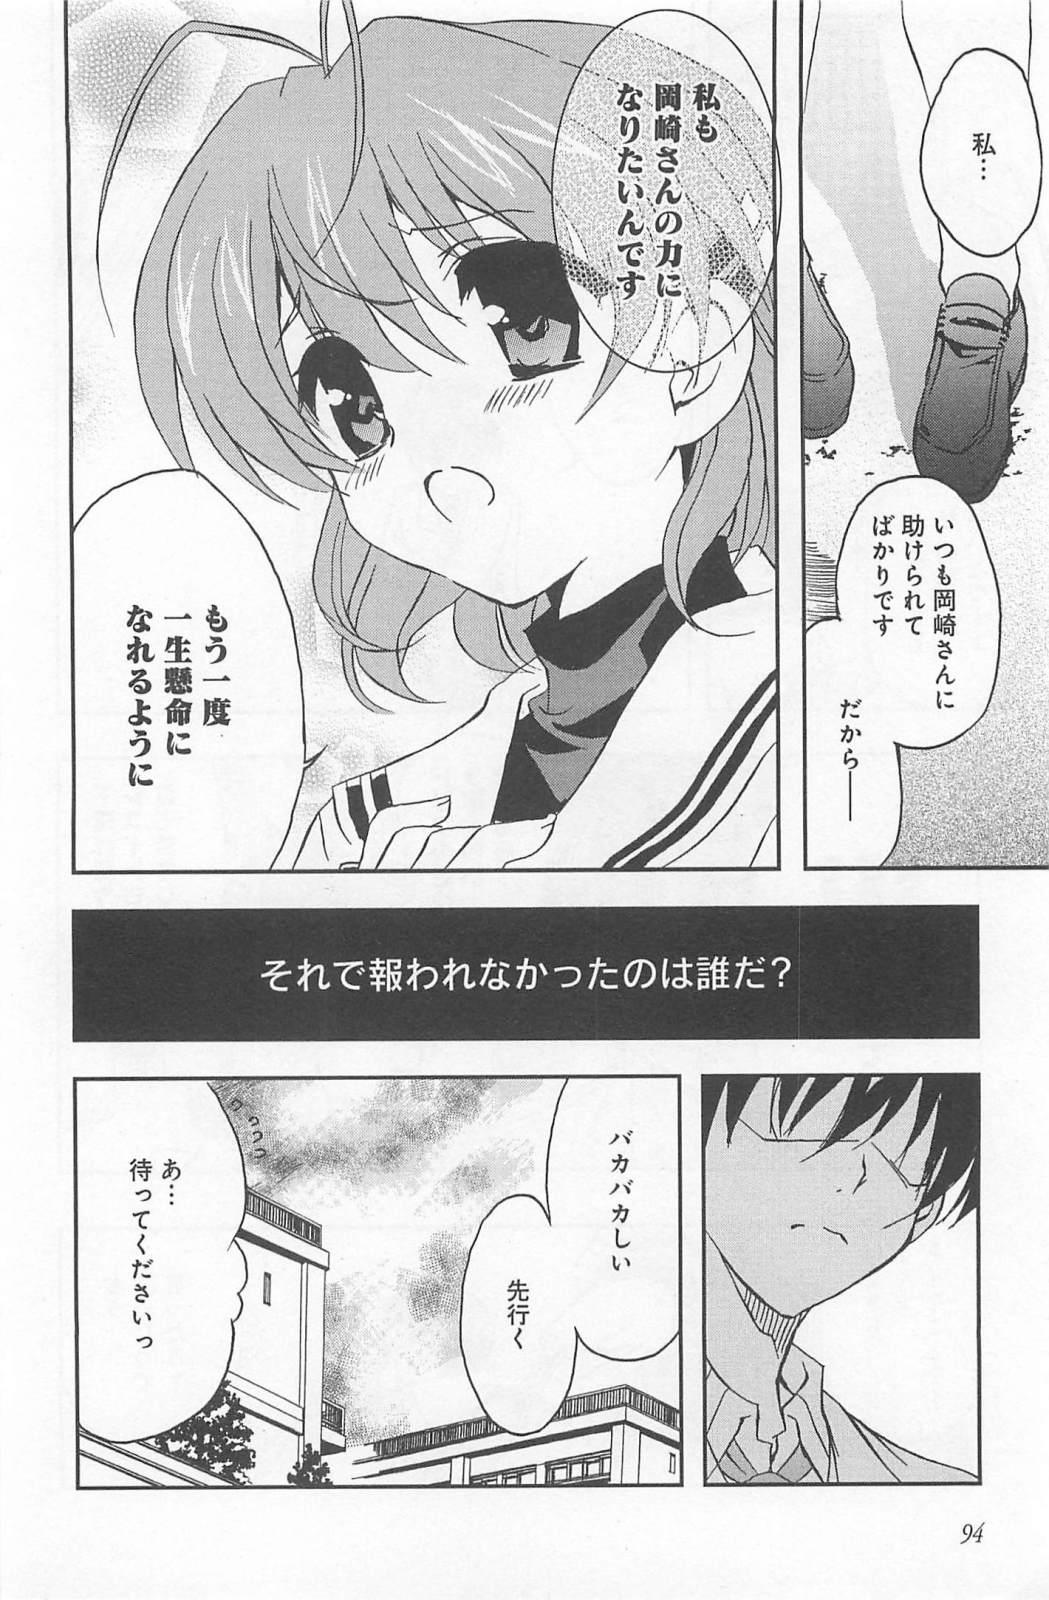 私…
いつも岡崎さんに
助けられて
ばかりです
だから──
私も
岡崎さんの力に
なりたいんです
もう一度
一生懸命に
なれるように
それで報われなかったのは誰だ?
バカバカしい
先行く
ウッウッ
あ…
待ってくださいっ
94